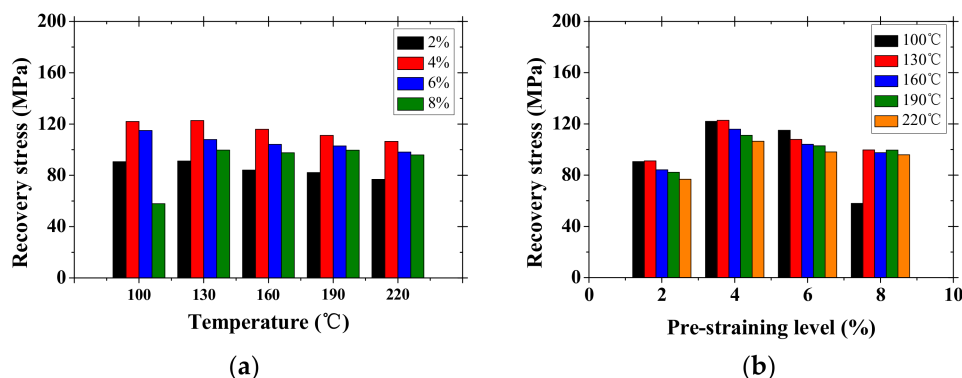 200
160
120
80
40
0
Recovery stress (MPa)
2%
4%
6%
8%
100 130 160 190 220
Temperature (℃)
(a)
200
160
120
80
40
0
Recovery stress (MPa)
100℃
130℃
160℃
190℃
220℃
0 2 4 6 8 10
Pre-straining level (%)
(b)